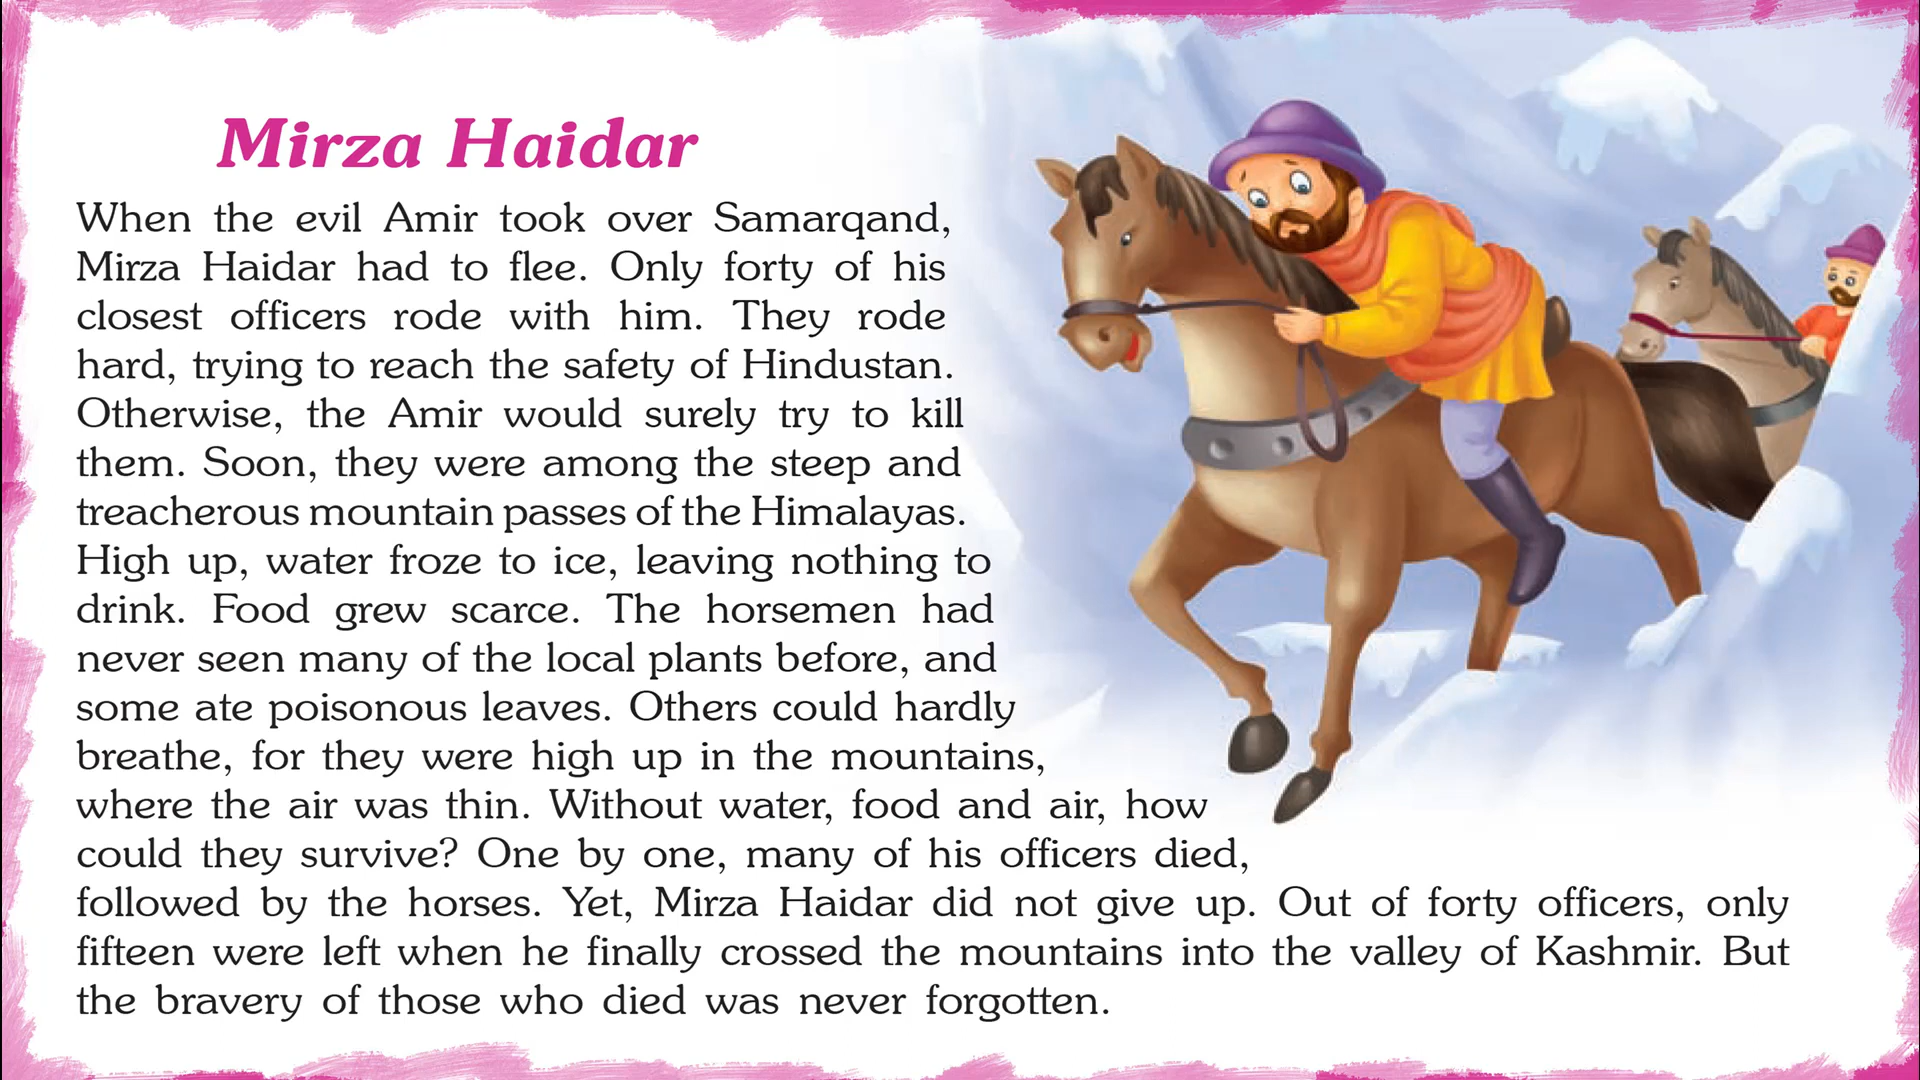 Mirza Haidar
When the evil Amir took over Samarqand,
Mirza Haidar had to flee. Only forty of his
closest officers rode with him. They rode
hard, trying to reach the safety of Hindustan.
Otherwise, the Amir would surely try to kill
them. Soon, they were among the steep and
treacherous mountain passes of the Himalayas.
High up, water froze to ice, leaving nothing to
drink. Food grew scarce. The horsemen had
never seen many of the local plants before, and
some ate poisonous leaves. Others could hardly
breathe, for they were high up in the mountains,
where the air was thin. Without water, food and air, how
could they survive? One by one, many of his officers died,
followed by the horses. Yet, Mirza Haidar did not give up. Out of forty officers, only
fifteen were left when he finally crossed the mountains into the valley of Kashmir. But
the bravery of those who died was never forgotten.